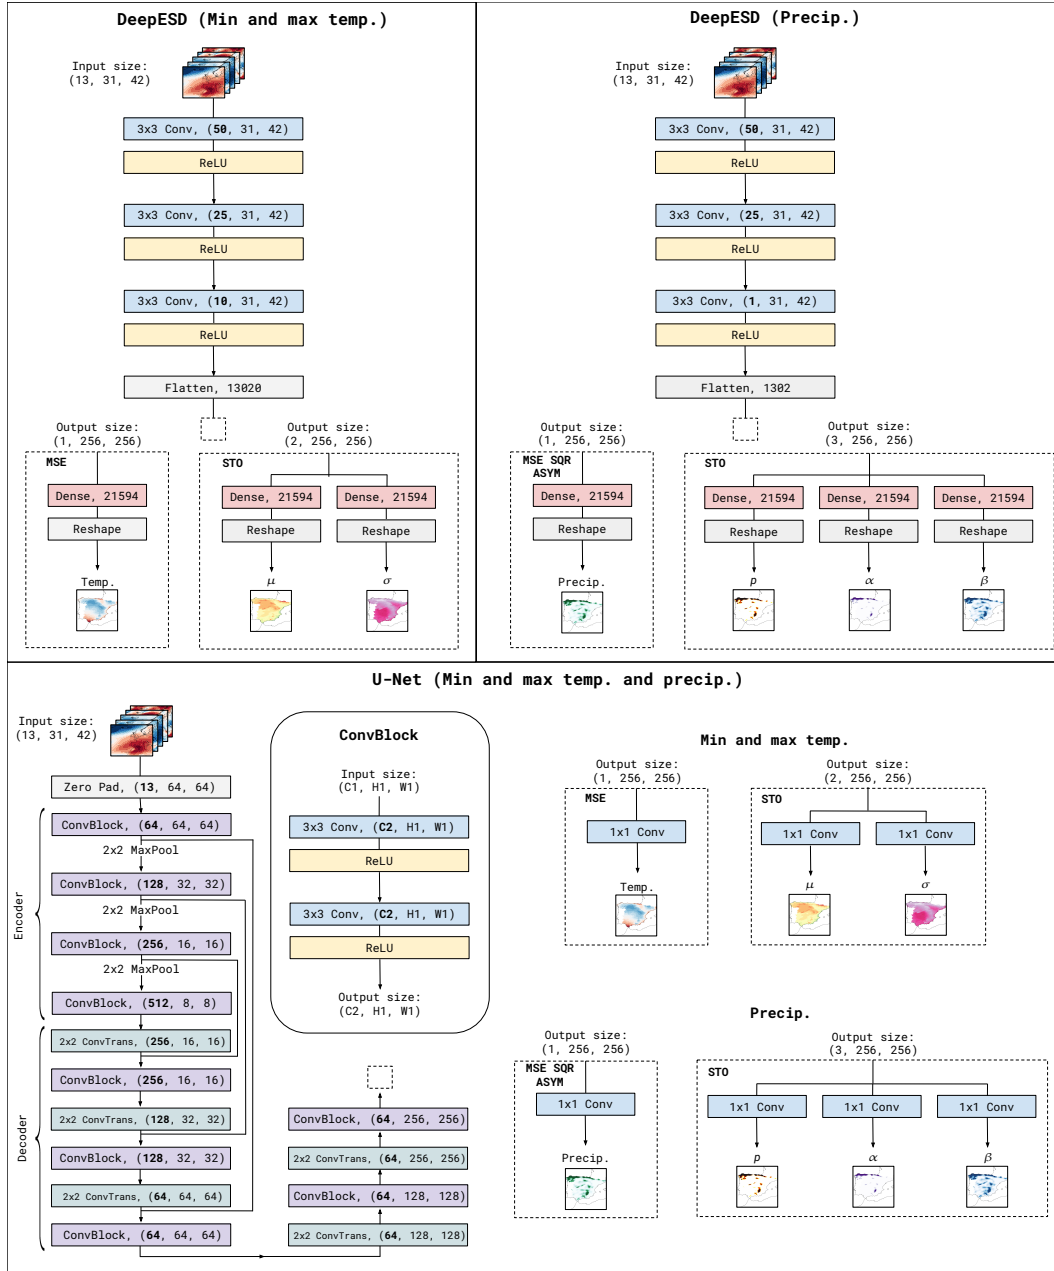 DeepESD (Min and max temp.)
Input size:
(13, 31, 42)
3x3 Conv, (50, 31, 42)
ReLU
3x3 Conv, (25, 31, 42)
ReLU
3x3 Conv, (10, 31, 42)
ReLU
Flatten, 13020
Output size:
(1, 256, 256)
MSE
Dense, 21594
Reshape
Temp.
Output size:
(2, 256, 256)
STO
Dense, 21594
Dense, 21594
Reshape
Reshape
μ
σ
DeepESD (Precip.)
Input size:
(13, 31, 42)
3x3 Conv, (50, 31, 42)
ReLU
3x3 Conv, (25, 31, 42)
ReLU
3x3 Conv, (1, 31, 42)
ReLU
Flatten, 1302
Output size:
(1, 256, 256)
MSE SQR
ASYM
Dense, 21594
Reshape
Precip.
Output size:
(3, 256, 256)
STO
Dense, 21594
Dense, 21594
Dense, 21594
Reshape
Reshape
Reshape
p
α
β
U-Net (Min and max temp. and precip.)
Input size:
(13, 31, 42)
Zero Pad, (13, 64, 64)
Encoder
ConvBlock, (64, 64, 64)
2x2 MaxPool
ConvBlock, (128, 32, 32)
2x2 MaxPool
ConvBlock, (256, 16, 16)
2x2 MaxPool
ConvBlock, (512, 8, 8)
Decoder
2x2 ConvTrans, (256, 16, 16)
ConvBlock, (256, 16, 16)
2x2 ConvTrans, (128, 32, 32)
ConvBlock, (128, 32, 32)
2x2 ConvTrans, (64, 64, 64)
ConvBlock, (64, 64, 64)
ConvBlock
Input size:
(C1, H1, W1)
3x3 Conv, (C2, H1, W1)
ReLU
3x3 Conv, (C2, H1, W1)
ReLU
Output size:
(C2, H1, W1)
ConvBlock, (64, 256, 256)
2x2 ConvTrans, (64, 256, 256)
ConvBlock, (64, 128, 128)
2x2 ConvTrans, (64, 128, 128)
Min and max temp.
Output size:
(1, 256, 256)
MSE
1x1 Conv
Temp.
Output size:
(2, 256, 256)
STO
1x1 Conv
1x1 Conv
μ
σ
Precip.
Output size:
(1, 256, 256)
MSE SQR
ASYM
1x1 Conv
Precip.
Output size:
(3, 256, 256)
STO
1x1 Conv
1x1 Conv
1x1 Conv
p
α
β